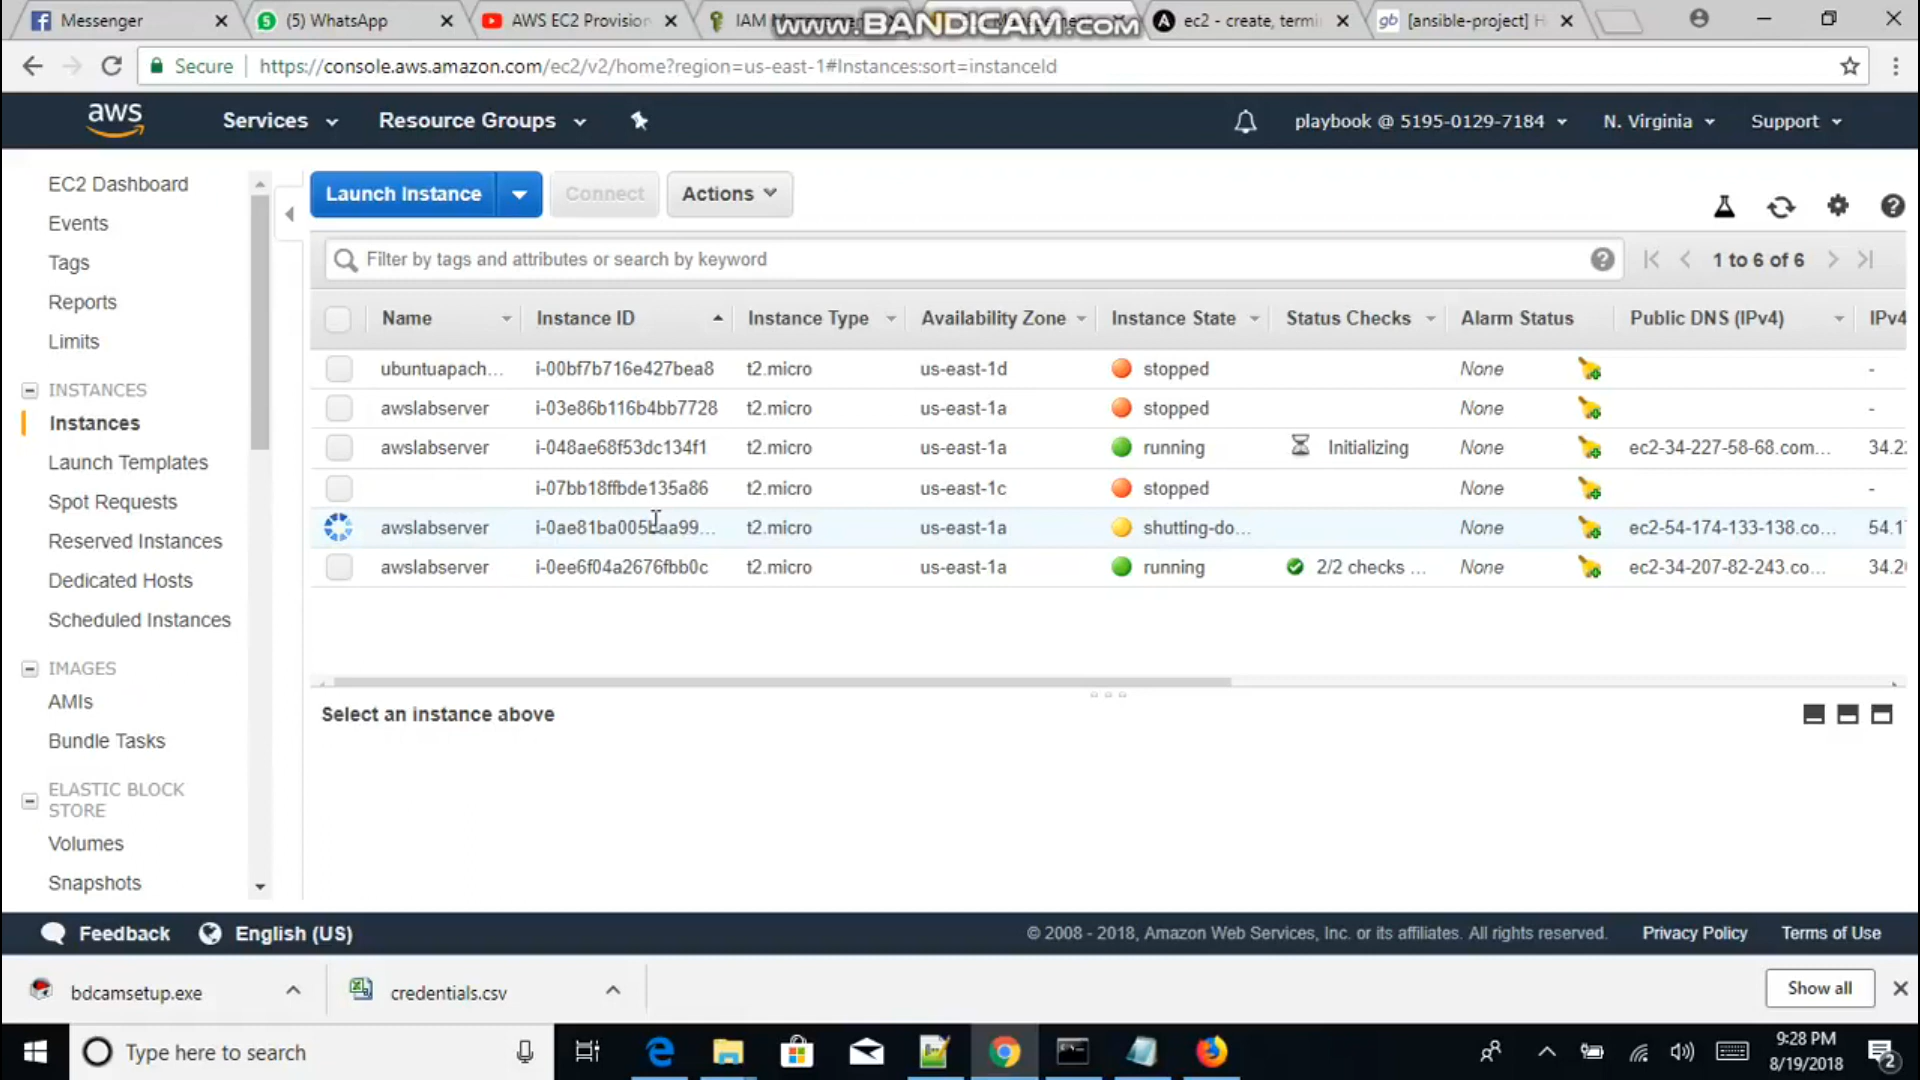 Messenger
(5) WhatsApp
AWS EC2 Provision
IAM
www.BANDICAM.com
ec2 - create, termi
gb [ansible-project] H
Secure
https://console.aws.amazon.com/ec2/v2/home?region=us-east-1#Instances:sort=instanceId
aws
Services
Resource Groups
playbook @ 5195-0129-7184
N. Virginia
Support
EC2 Dashboard
Events
Tags
Reports
Limits
INSTANCES
Instances
Launch Templates
Spot Requests
Reserved Instances
Dedicated Hosts
Scheduled Instances
IMAGES
AMIs
Bundle Tasks
ELASTIC BLOCK
STORE
Volumes
Snapshots
Launch Instance
Connect
Actions
Filter by tags and attributes or search by keyword
1 to 6 of 6
Name Instance ID Instance Type Availability Zone Instance State Status Checks Alarm Status Public DNS (IPv4) IPv4
ubuntuapach... i-00bf7b716e427bea8 t2.micro us-east-1d stopped None -
awslabserver i-03e86b116b4bb7728 t2.micro us-east-1a stopped None -
awslabserver i-048ae68f53dc134f1 t2.micro us-east-1a running Initializing None ec2-34-227-58-68.com... 34.22
i-07bb18ffbde135a86 t2.micro us-east-1c stopped None -
awslabserver i-0ae81ba005baa99... t2.micro us-east-1a shutting-do... None ec2-54-174-133-138.co... 54.1
awslabserver i-0ee6f04a2676fbb0c t2.micro us-east-1a running 2/2 checks ... None ec2-34-207-82-243.co... 34.20
Select an instance above
Feedback
English (US)
© 2008 - 2018, Amazon Web Services, Inc. or its affiliates. All rights reserved.
Privacy Policy
Terms of Use
bdcamsetup.exe
credentials.csv
Show all
Type here to search
9:28 PM
8/19/2018
2